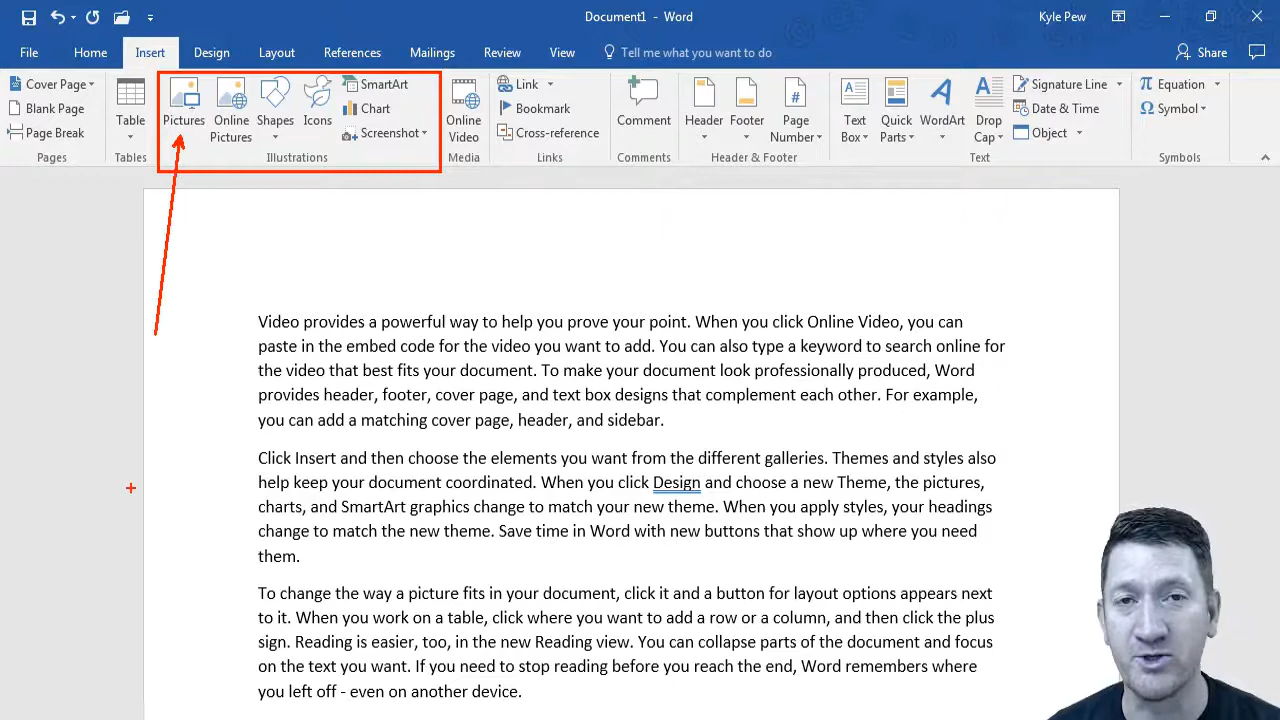 Document1 - Word
Kyle Pew
File Home Insert Design Layout References Mailings Review View Tell me what you want to do Share
Cover Page
Blank Page
Page Break
Pages
Table
Tables
Pictures
Online
Pictures
Shapes
Icons
SmartArt
Chart
Screenshot
Illustrations
Online
Video
Media
Link
Bookmark
Cross-reference
Links
Comment
Comments
Header
Footer
Page
Number
Header & Footer
Text
Box
Quick
Parts
WordArt
Drop
Cap
Signature Line
Date & Time
Object
Text
Equation
Symbol
Symbols
Video provides a powerful way to help you prove your point. When you click Online Video, you can
paste in the embed code for the video you want to add. You can also type a keyword to search online for
the video that best fits your document. To make your document look professionally produced, Word
provides header, footer, cover page, and text box designs that complement each other. For example,
you can add a matching cover page, header, and sidebar.
Click Insert and then choose the elements you want from the different galleries. Themes and styles also
help keep your document coordinated. When you click Design and choose a new Theme, the pictures,
charts, and SmartArt graphics change to match your new theme. When you apply styles, your headings
change to match the new theme. Save time in Word with new buttons that show up where you need
them.
To change the way a picture fits in your document, click it and a button for layout options appears next
to it. When you work on a table, click where you want to add a row or a column, and then click the plus
sign. Reading is easier, too, in the new Reading view. You can collapse parts of the document and focus
on the text you want. If you need to stop reading before you reach the end, Word remembers where
you left off - even on another device.